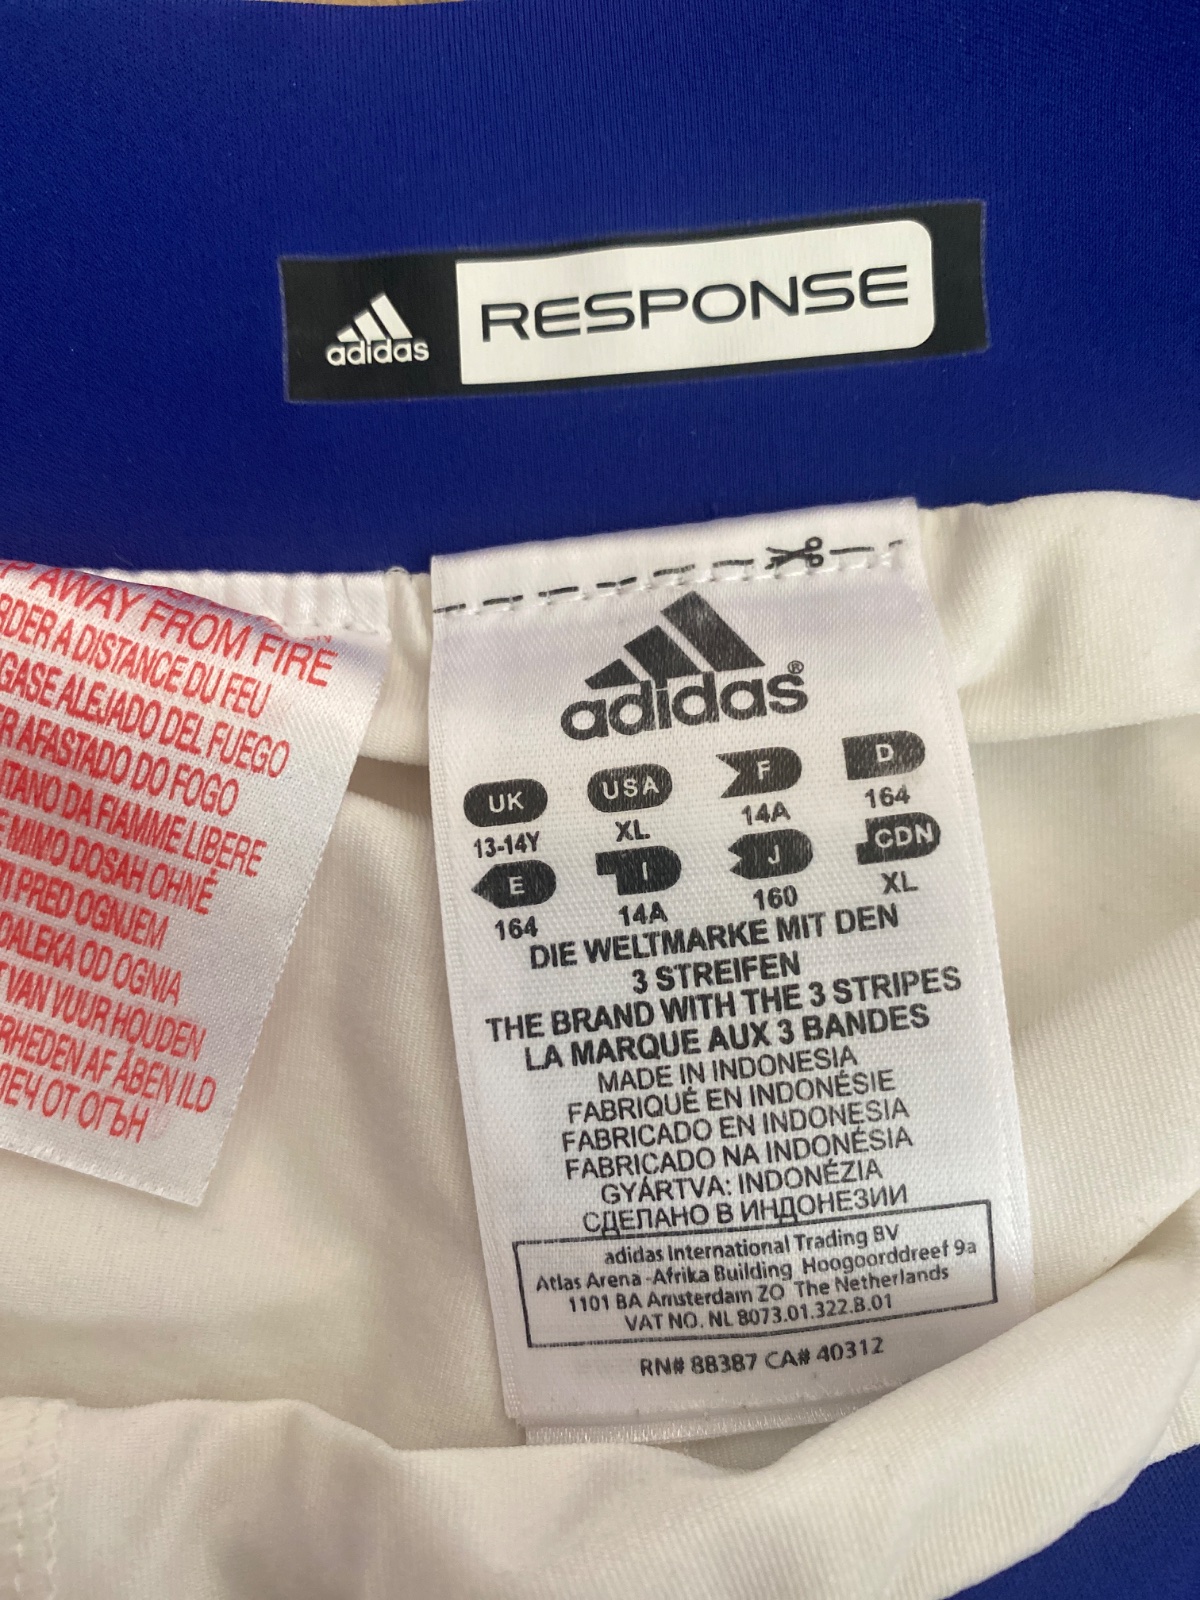 adidas RESPONSE
AWAY FROM FIRE
A DISTANCE DU FEU
ALEJADO DEL FUEGO
AFASTADO DO FOGO
DA FIAMME LIBERE
MIMO DOSAH OHNĚ
PRED OGNJEM
DALEKA OD OGNIA
VAN VUUR HOUDEN
AF ÅBEN ILD
ОТ ОГЪН
adidas®
UK USA F D
13-14Y XL 14A 164
E I J CDN
164 14A 160 XL
DIE WELTMARKE MIT DEN
3 STREIFEN
THE BRAND WITH THE 3 STRIPES
LA MARQUE AUX 3 BANDES
MADE IN INDONESIA
FABRIQUÉ EN INDONÉSIE
FABRICADO EN INDONESIA
FABRICADO NA INDONÉSIA
GYÁRTVA: INDONÉZIA
СДЕЛАНО В ИНДОНЕЗИИ
adidas International Trading BV
Atlas Arena -Afrika Building Hoogoorddreef 9a
1101 BA Amsterdam ZO The Netherlands
VAT NO. NL 8073.01.322.B.01
RN# 88387 CA# 40312